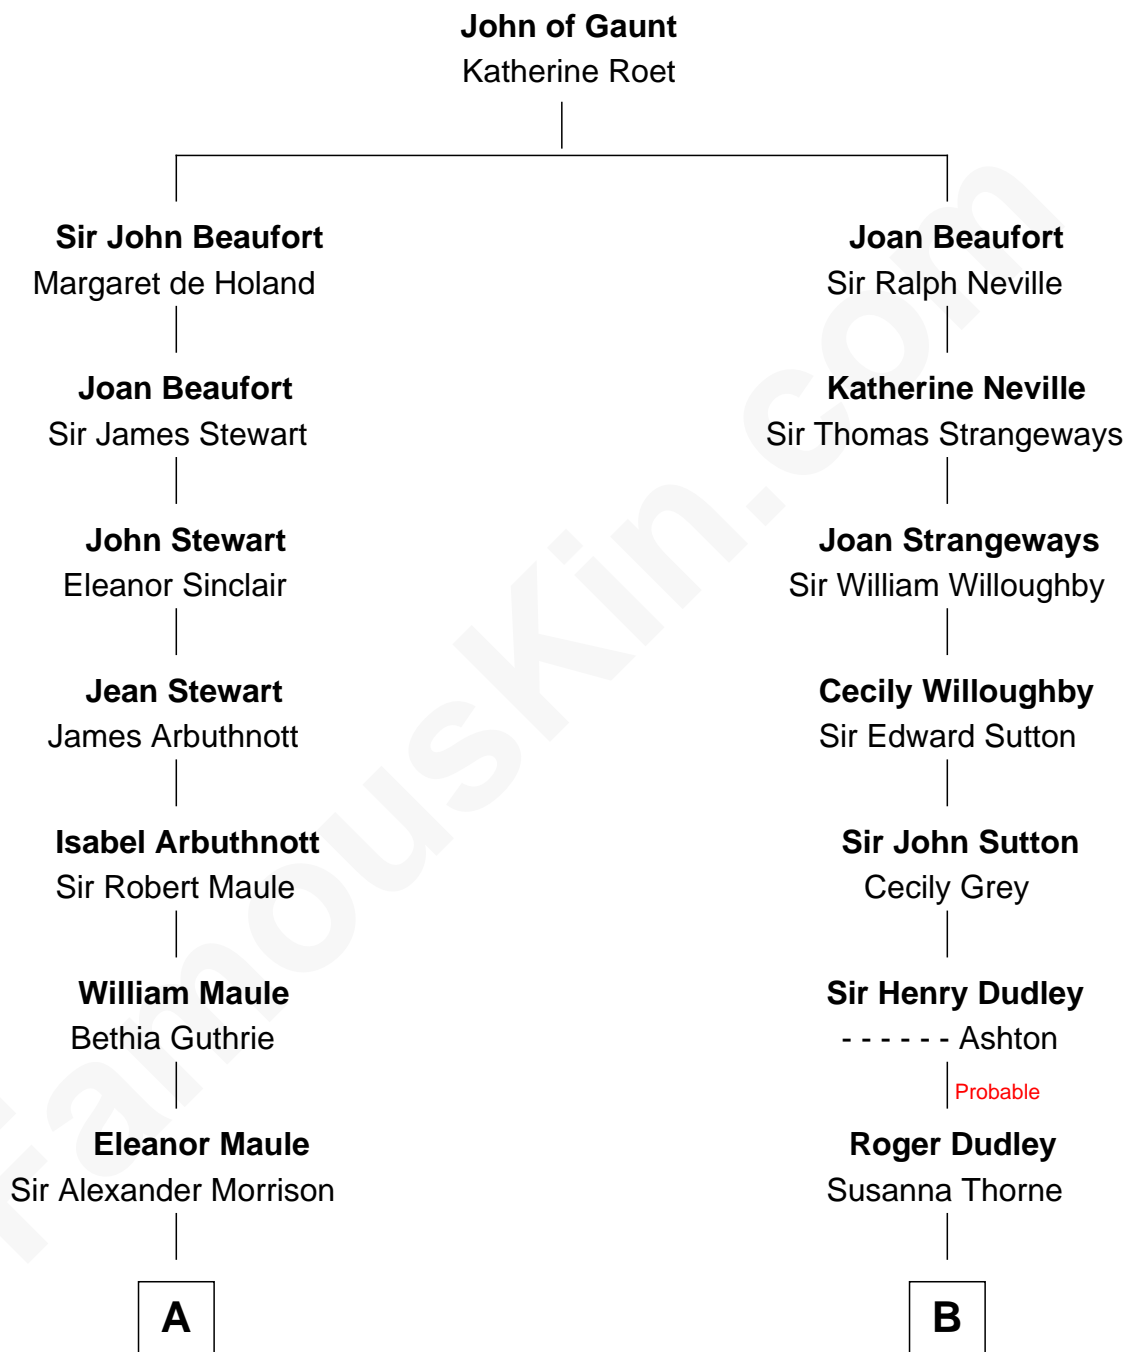 John of Gaunt
Katherine Roet
Sir John Beaufort
Margaret de Holand
Joan Beaufort
Sir Ralph Neville
Joan Beaufort
Sir James Stewart
Katherine Neville
Sir Thomas Strangeways
John Stewart
Eleanor Sinclair
Joan Strangeways
Sir William Willoughby
Jean Stewart
James Arbuthnott
Cecily Willoughby
Sir Edward Sutton
Isabel Arbuthnott
Sir Robert Maule
Sir John Sutton
Cecily Grey
William Maule
Bethia Guthrie
Sir Henry Dudley
- - - - - - Ashton
Probable
Eleanor Maule
Sir Alexander Morrison
Roger Dudley
Susanna Thorne
A
B
FamousKin.com